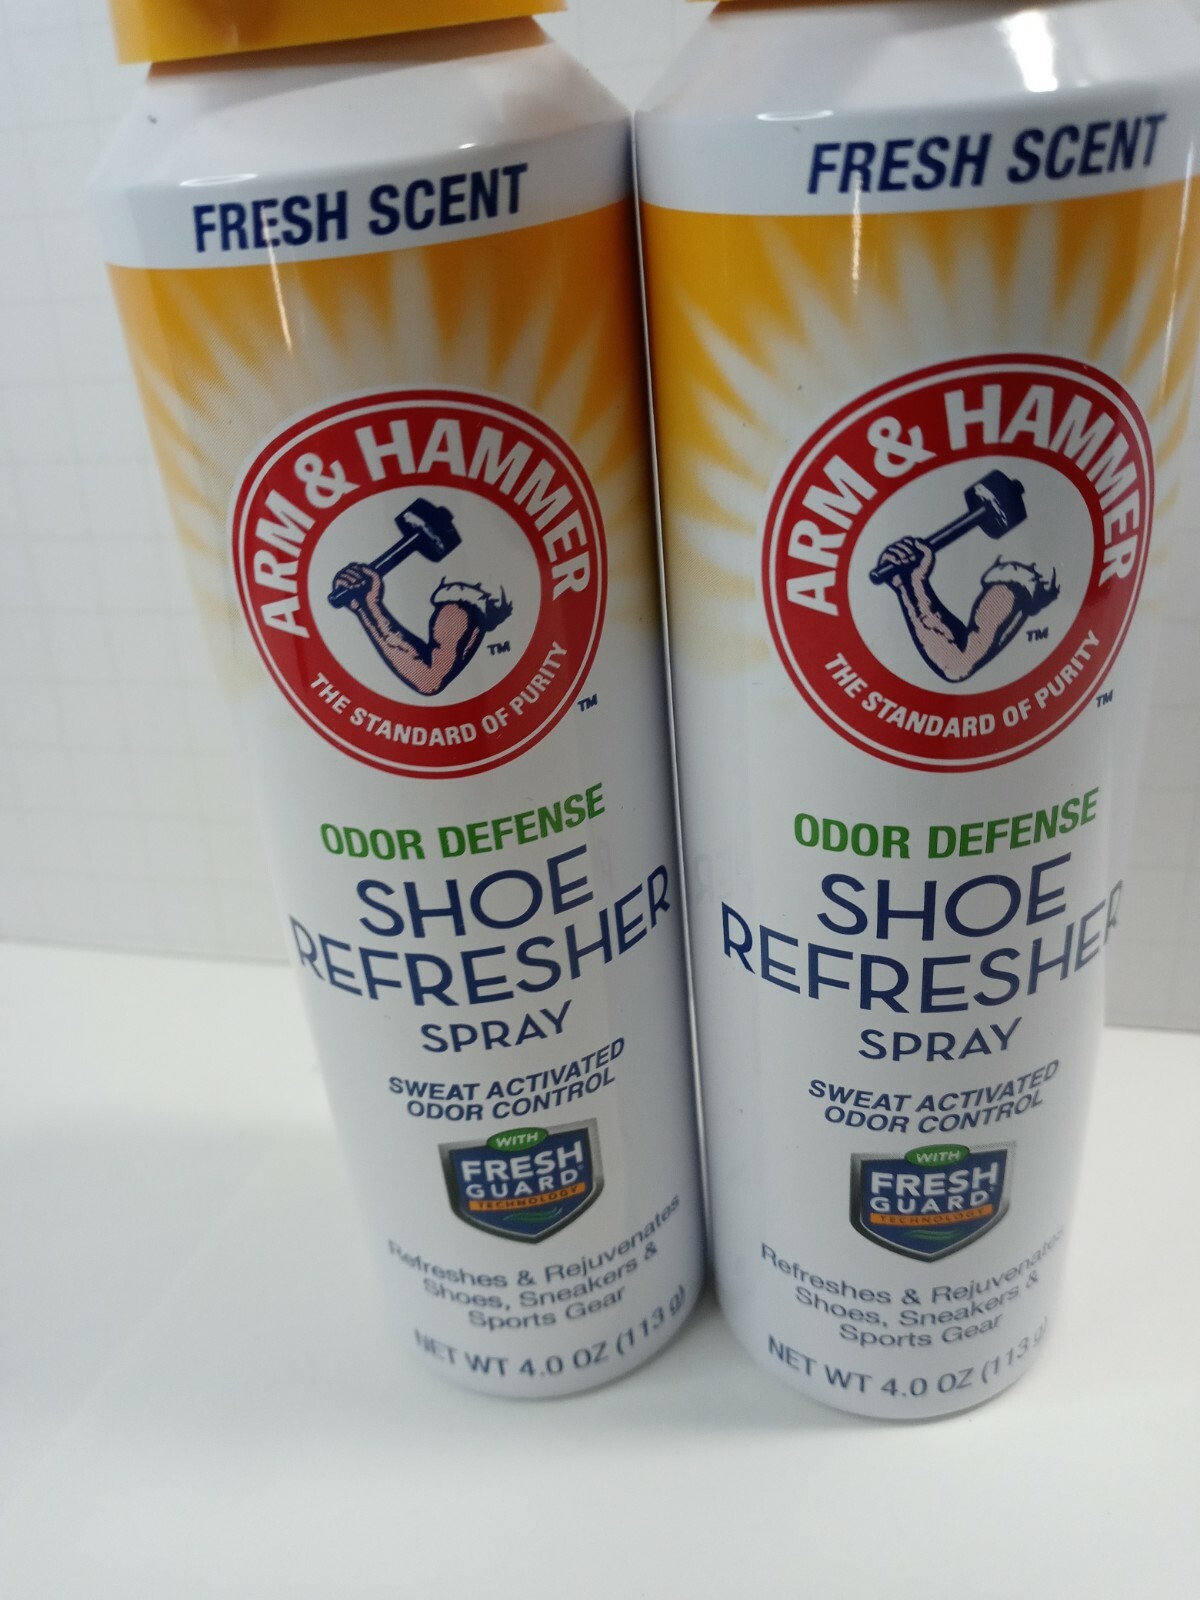 FRESH SCENT
ARM & HAMMER
TM
THE STANDARD OF PURITY
TM
ODOR DEFENSE
SHOE
REFRESHER
SPRAY
SWEAT ACTIVATED
ODOR CONTROL
WITH
FRESH
GUARD®
TECHNOLOGY
Refreshes & Rejuvenates
Shoes, Sneakers &
Sports Gear
NET WT 4.0 OZ (113 g)
FRESH SCENT
ARM & HAMMER
TM
THE STANDARD OF PURITY
TM
ODOR DEFENSE
SHOE
REFRESHER
SPRAY
SWEAT ACTIVATED
ODOR CONTROL
WITH
FRESH
GUARD®
TECHNOLOGY
Refreshes & Rejuvenates
Shoes, Sneakers &
Sports Gear
NET WT 4.0 OZ (113 g)